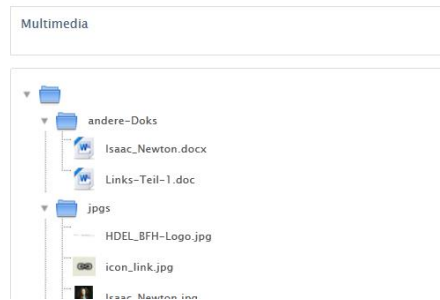 Multimedia
andere-Doks
Isaac_Newton.docx
Links-Teil-1.doc
jpgs
HDEL_BFH-Logo.jpg
icon_link.jpg
Isaac_Newton.jpg